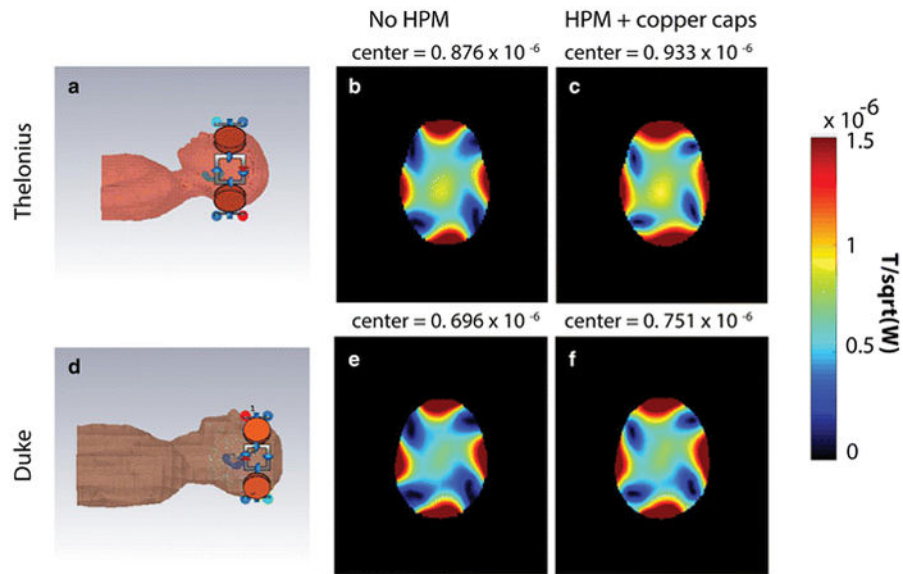 No HPM
HPM + copper caps
center = 0. 876 x 10 -6
center = 0. 933 x 10 -6
Thelonius
a
b
c
x 10 -6
1.5
1
0.5
0
T/sqrt(W)
center = 0. 696 x 10 -6
center = 0. 751 x 10 -6
Duke
d
e
f